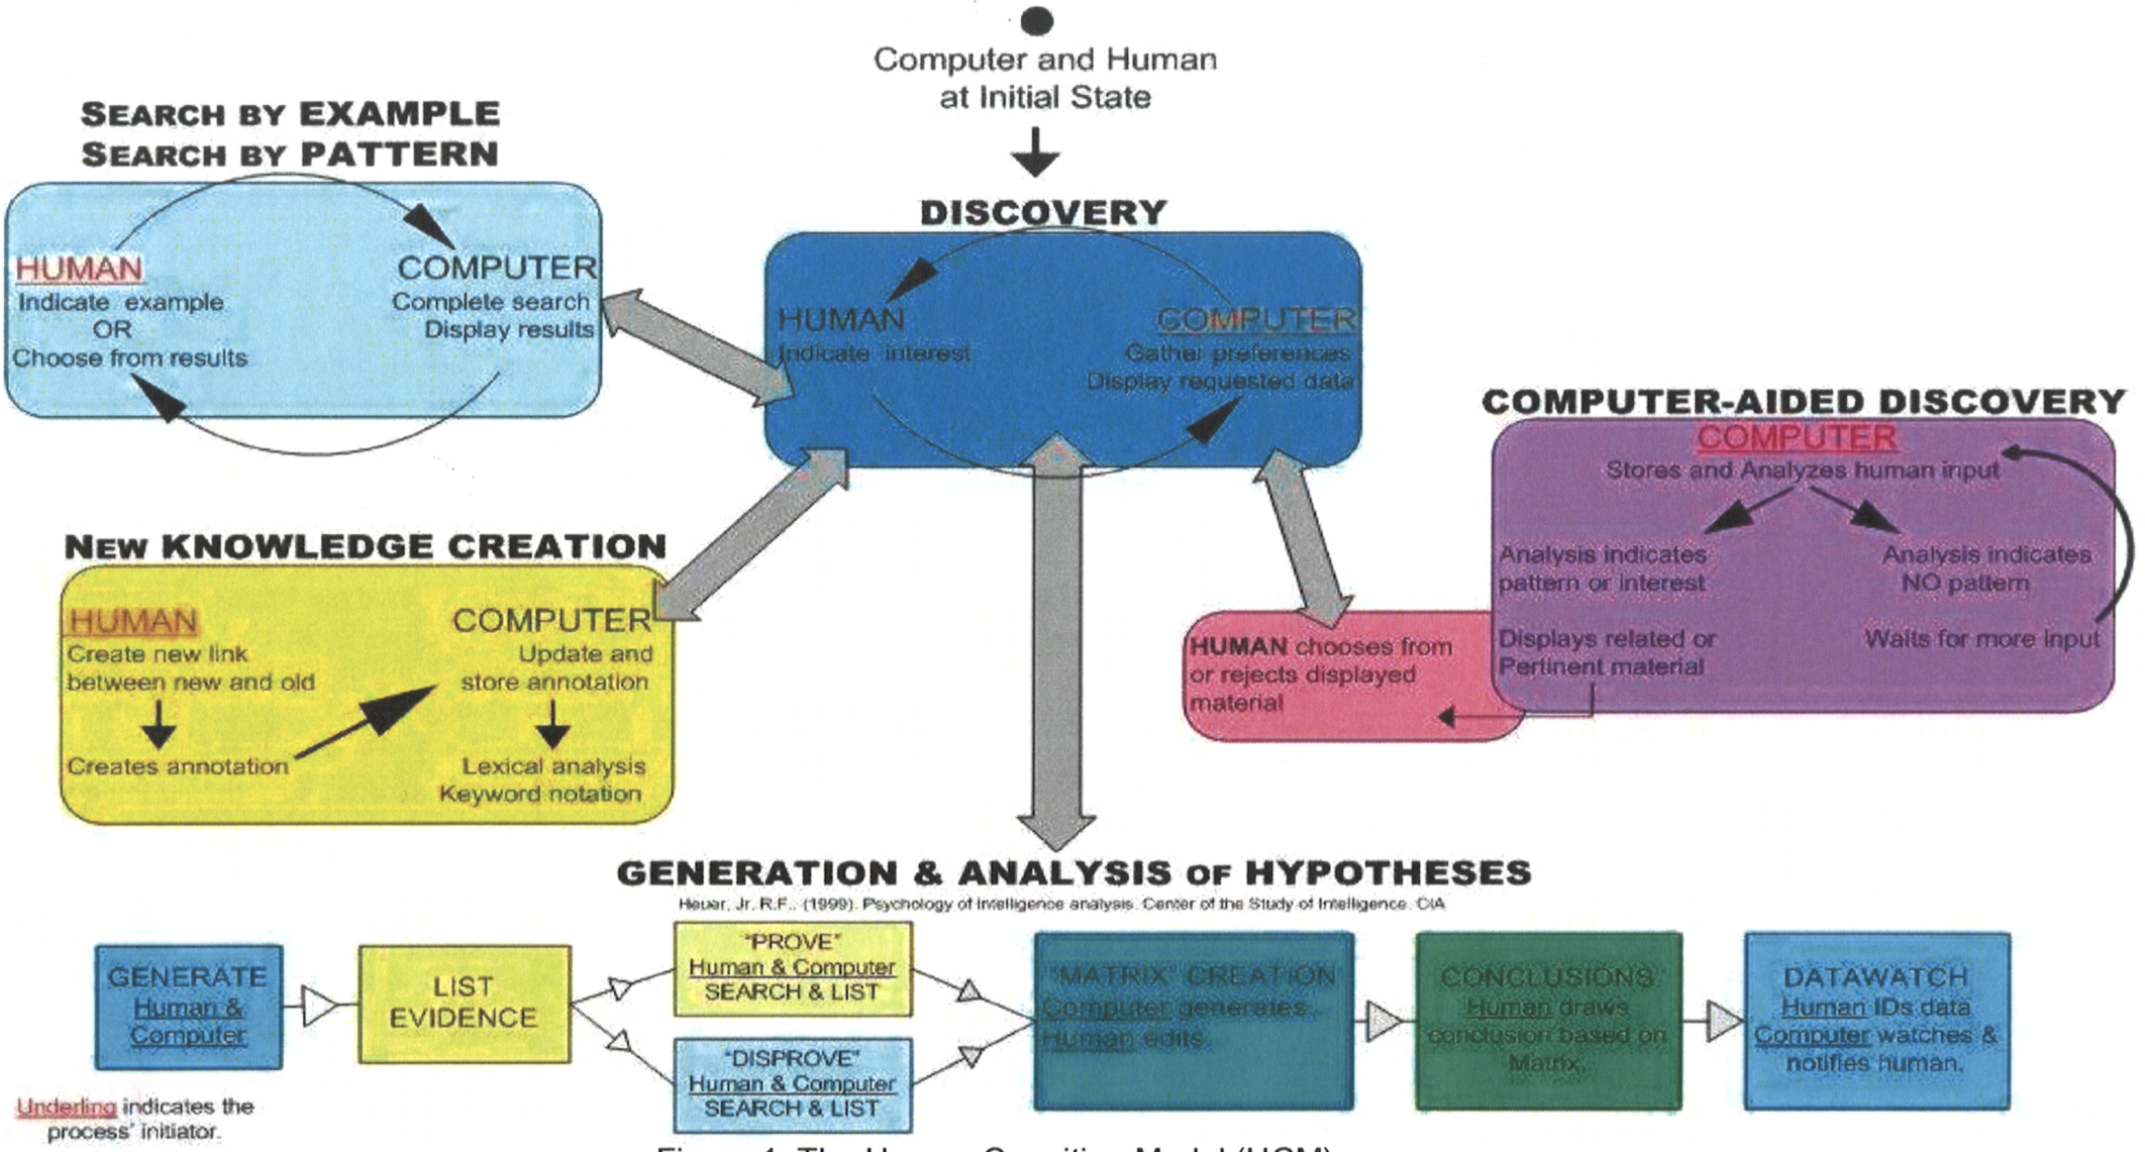 Computer and Human
at Initial State
SEARCH BY EXAMPLE
SEARCH BY PATTERN
HUMAN
Indicate example
OR
Choose from results
COMPUTER
Complete search
Display results
DISCOVERY
HUMAN
Indicate interest
COMPUTER
Gather preferences
Display requested data
COMPUTER-AIDED DISCOVERY
COMPUTER
Stores and Analyzes human input
Analysis indicates
pattern or interest
Displays related or
Pertinent material
Analysis indicates
NO pattern
Waits for more input
HUMAN chooses from
or rejects displayed
material
NEW KNOWLEDGE CREATION
HUMAN
Create new link
between new and old
Creates annotation
COMPUTER
Update and
store annotation
Lexical analysis
Keyword notation
GENERATION & ANALYSIS OF HYPOTHESES
Heuer, Jr. R.F.. (1999). Psychology of intelligence analysis. Center of the Study of Intelligence. CIA
GENERATE
Human &
Computer
LIST
EVIDENCE
"PROVE"
Human & Computer
SEARCH & LIST
"DISPROVE"
Human & Computer
SEARCH & LIST
"MATRIX" CREATION
Computer generates
Human edits
CONCLUSIONS
Human draws
conclusion based on
Matrix.
DATAWATCH
Human IDs data
Computer watches &
notifies human.
Underling indicates the
process' initiator.